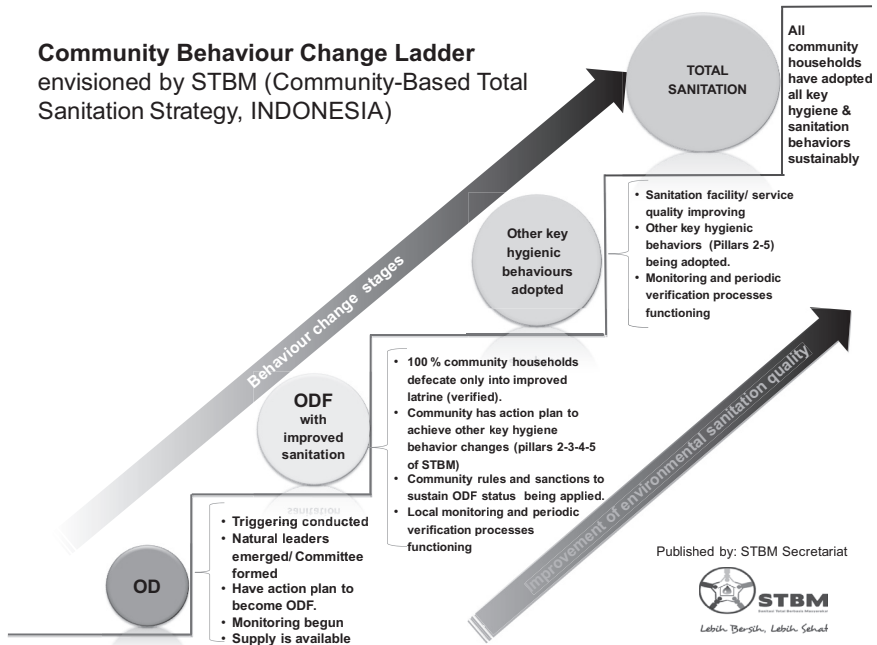 Community Behaviour Change Ladder
envisioned by STBM (Community-Based Total
Sanitation Strategy, INDONESIA)
All
community
households
have adopted
all key
hygiene &
sanitation
behaviors
sustainably
TOTAL
SANITATION
• Sanitation facility/ service
quality improving
• Other key hygienic
behaviors (Pillars 2-5)
being adopted.
• Monitoring and periodic
verification processes
functioning
Other key
hygienic
behaviours
adopted
Behaviour change stages
• 100 % community households
defecate only into improved
latrine (verified).
• Community has action plan to
achieve other key hygiene
behavior changes (pillars 2-3-4-5
of STBM)
• Community rules and sanctions to
sustain ODF status being applied.
• Local monitoring and periodic
verification processes
functioning
ODF
with
improved
sanitation
• Triggering conducted
• Natural leaders
emerged/ Committee
formed
• Have action plan to
become ODF.
• Monitoring begun
• Supply is available
OD
Improvement of environmental sanitation quality
Published by: STBM Secretariat
STBM
Sanitasi Total Berbasis Masyarakat
Lebih Bersih, Lebih Sehat